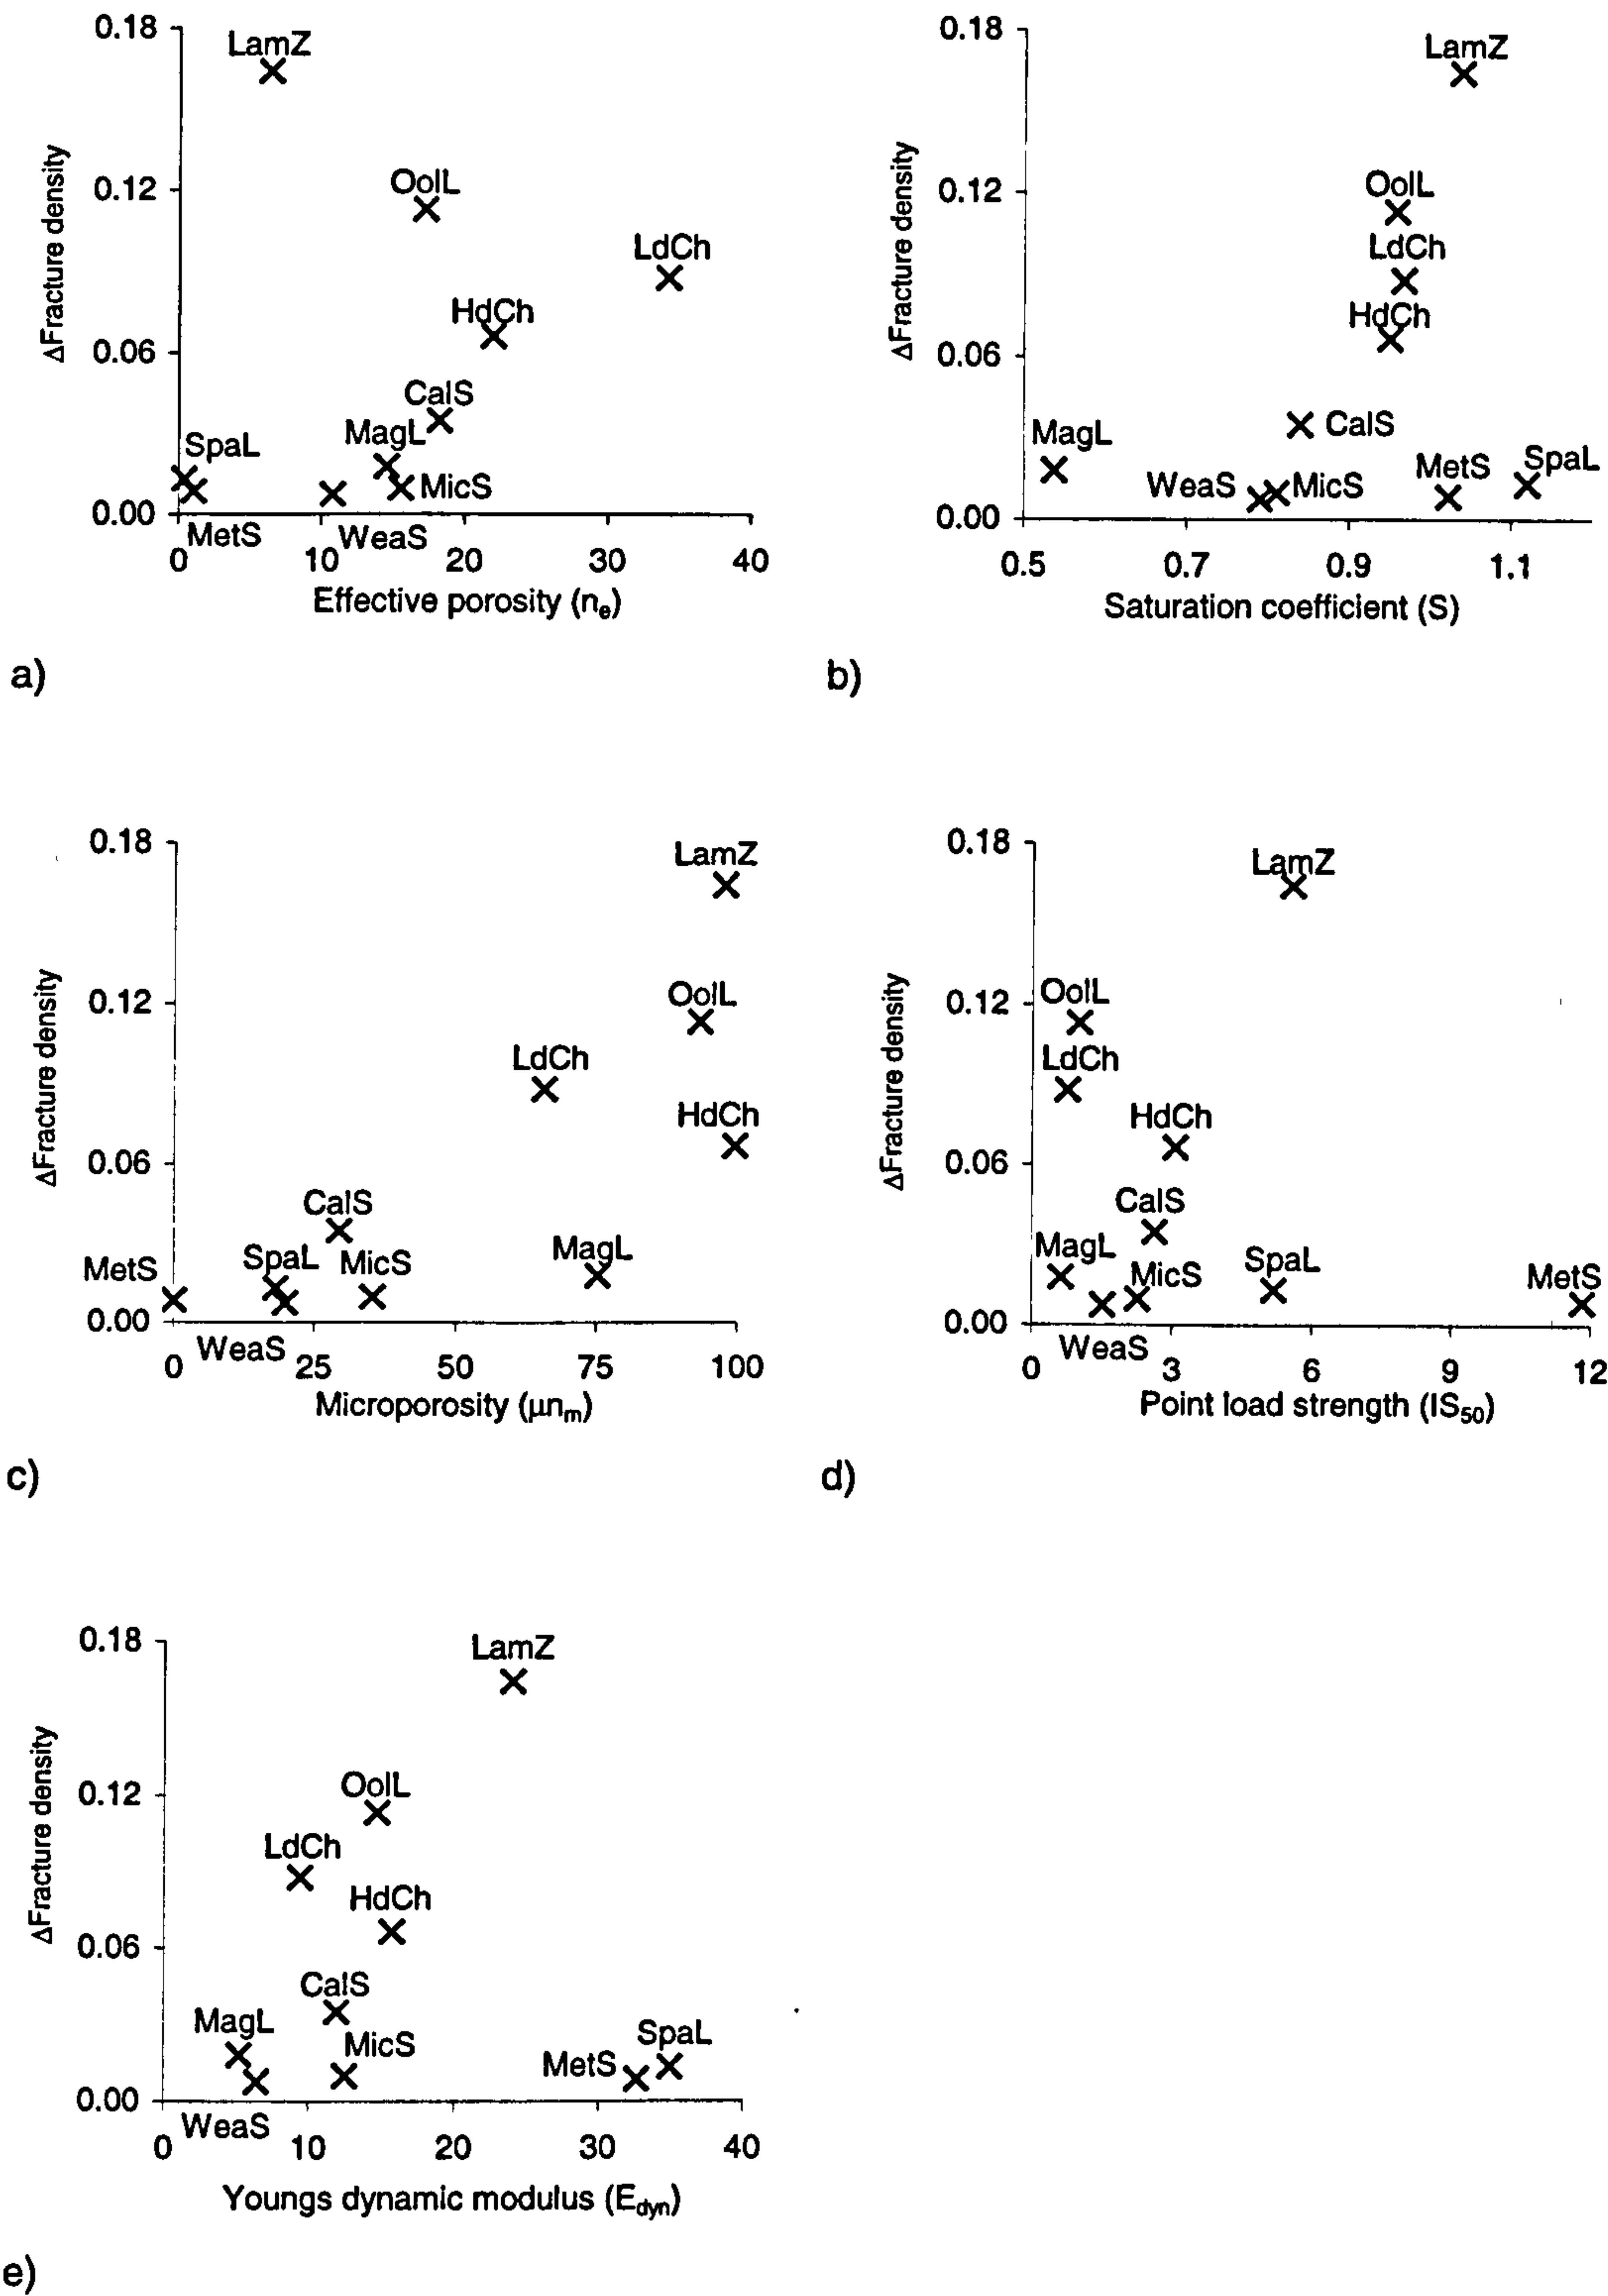 0.18
LamZ
OolL
0.12
LdCh
ΔFracture density
HdCh
0.06
CalS
MagL
SpaL
MicS
0.00
MetS
WeaS
0 10 20 30 40
Effective porosity (nₑ)
a)
0.18
LamZ
OolL
0.12
LdCh
ΔFracture density
HdCh
0.06
CalS
MagL
MetS
SpaL
WeaS
MicS
0.00
0.5 0.7 0.9 1.1
Saturation coefficient (S)
b)
0.18
LamZ
OolL
0.12
LdCh
ΔFracture density
HdCh
0.06
CalS
MagL
SpaL
MicS
MetS
0.00
WeaS
0 25 50 75 100
Microporosity (µnₘ)
c)
0.18
LamZ
OolL
0.12
LdCh
ΔFracture density
HdCh
0.06
CalS
MagL
MicS
SpaL
MetS
0.00
WeaS
0 3 6 9 12
Point load strength (IS₅₀)
d)
0.18
LamZ
OolL
0.12
LdCh
ΔFracture density
HdCh
0.06
CalS
MagL
MicS
SpaL
MetS
0.00
WeaS
0 10 20 30 40
Youngs dynamic modulus (E_dyn)
e)